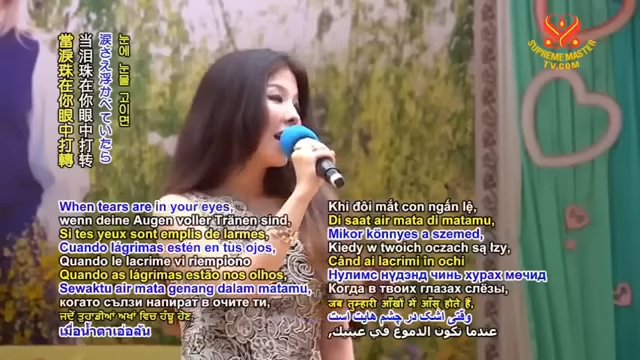 눈에 눈물 고이면
涙さえ浮かべていたら
当泪珠在你眼中打转
當淚珠在你眼中打轉
SUPREME MASTER
TV.COM
When tears are in your eyes,
wenn deine Augen voller Tränen sind,
Si tes yeux sont emplis de larmes,
Cuando lágrimas estén en tus ojos,
Quando le lacrime vi riempiono
Quando as lágrimas estão nos olhos,
Sewaktu air mata genang dalam matamu,
когато сълзи напират в очите ти,
ਜਦੋਂ ਤੁਹਾਡੀਆਂ ਅਖਾਂ ਵਿਚ ਹੰਝੂ ਹੋਣ,
เมื่อน้ำตาเอ่อล้น
Khi đôi mắt con ngấn lệ,
Di saat air mata di matamu,
Mikor könnyes a szemed,
Kiedy w twoich oczach są łzy,
Când ai lacrimi în ochi
Нулимс нүдэнд чинь хурах мөчид
Когда в твоих глазах слёзы,
जब तुम्हारी आँखों में आँसू होते हैं,
وقتی اشک در چشم هایت است
عندما تكون الدموع في عينيك,